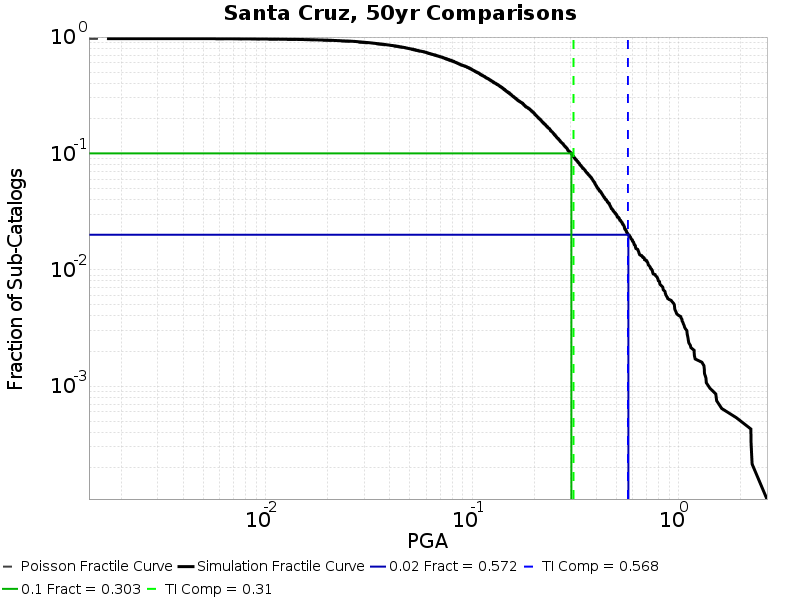 Santa Cruz, 50yr Comparisons
Fraction of Sub-Catalogs
10^0
10^-1
10^-2
10^-3
10^-2
10^-1
10^0
PGA
Poisson Fractile Curve
Simulation Fractile Curve
0.02 Fract = 0.572
TI Comp = 0.568
0.1 Fract = 0.303
TI Comp = 0.31